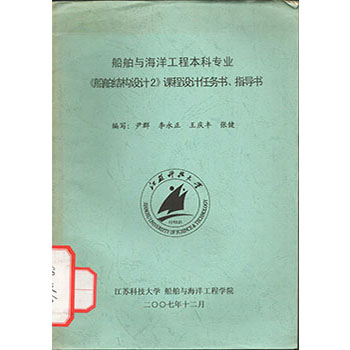 船舶与海洋工程本科专业
《船舶结构设计2》课程设计任务书、指导书
编写：尹群 李永正 王庆丰 张健
江苏科技大学
JIANGSU UNIVERSITY OF SCIENCE & TECHNOLOGY
江苏科技大学 船舶与海洋工程学院
二〇〇七年十二月